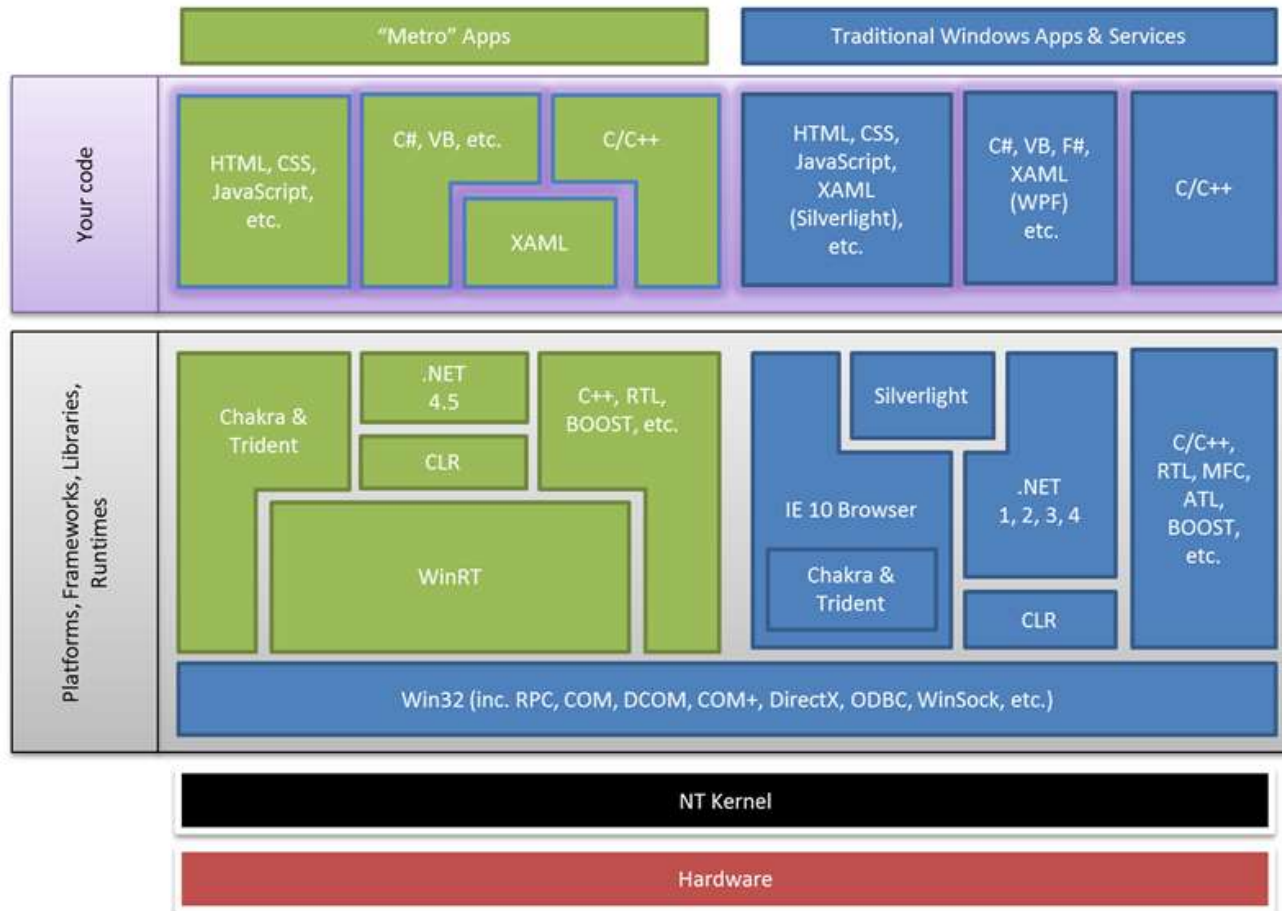 “Metro” Apps
Traditional Windows Apps & Services
Your code
HTML, CSS,
JavaScript,
etc.
C#, VB, etc.
C/C++
XAML
HTML, CSS,
JavaScript,
XAML
(Silverlight),
etc.
C#, VB, F#,
XAML
(WPF)
etc.
C/C++
Platforms, Frameworks, Libraries,
Runtimes
Chakra &
Trident
.NET
4.5
CLR
C++, RTL,
BOOST, etc.
WinRT
Silverlight
IE 10 Browser
Chakra &
Trident
.NET
1, 2, 3, 4
CLR
C/C++,
RTL, MFC,
ATL,
BOOST,
etc.
Win32 (inc. RPC, COM, DCOM, COM+, DirectX, ODBC, WinSock, etc.)
NT Kernel
Hardware